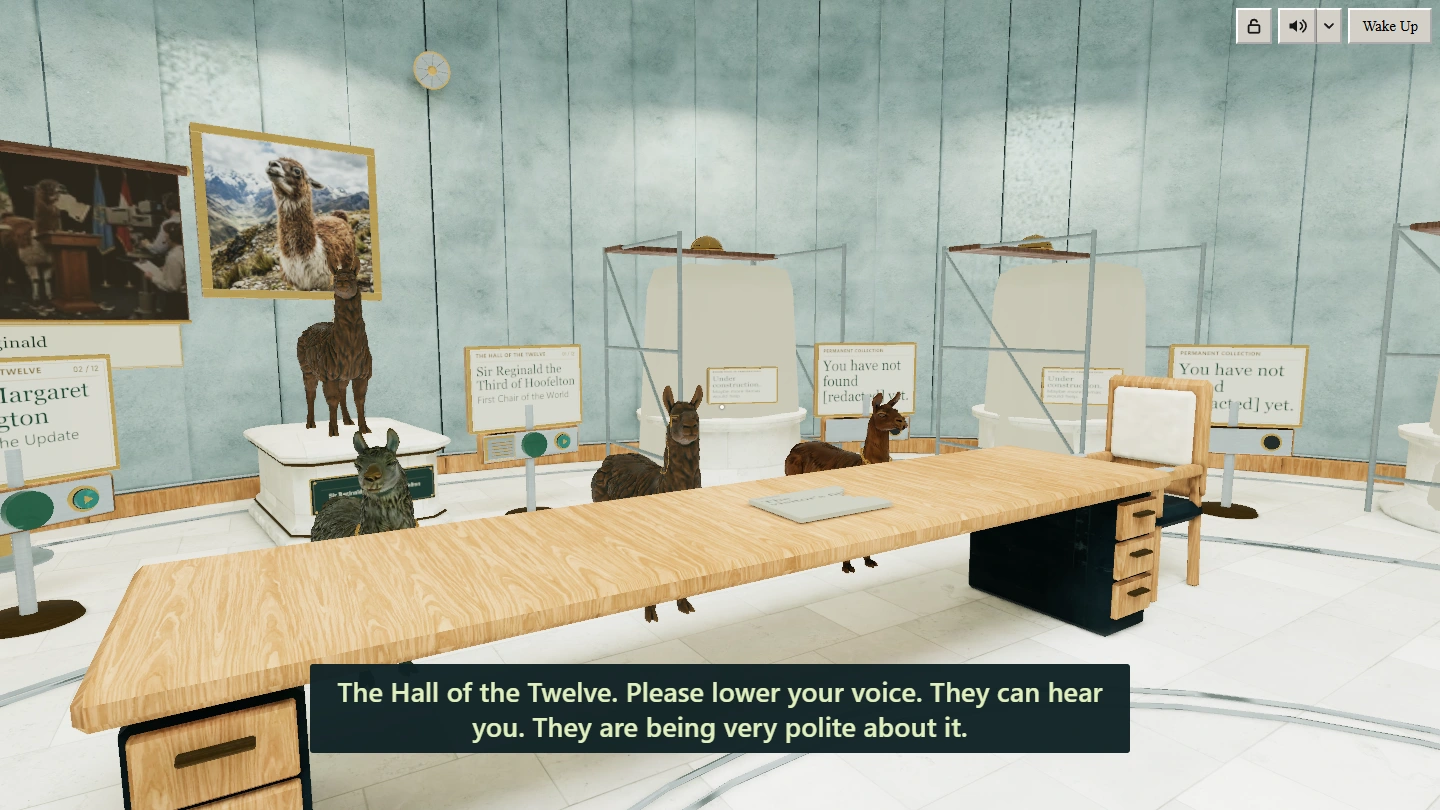 Wake Up
ginald
TWELVE 02 / 12
Margaret
gton
he Update
THE HALL OF THE TWELVE
Sir Reginald the
Third of Hoofelton
First Chair of the World
Under
construction.
PERMANENT COLLECTION
You have not
found
[redacted] yet.
Under
construction.
PERMANENT COLLECTION
You have not
d
acted] yet.
The Hall of the Twelve. Please lower your voice. They can hear
you. They are being very polite about it.